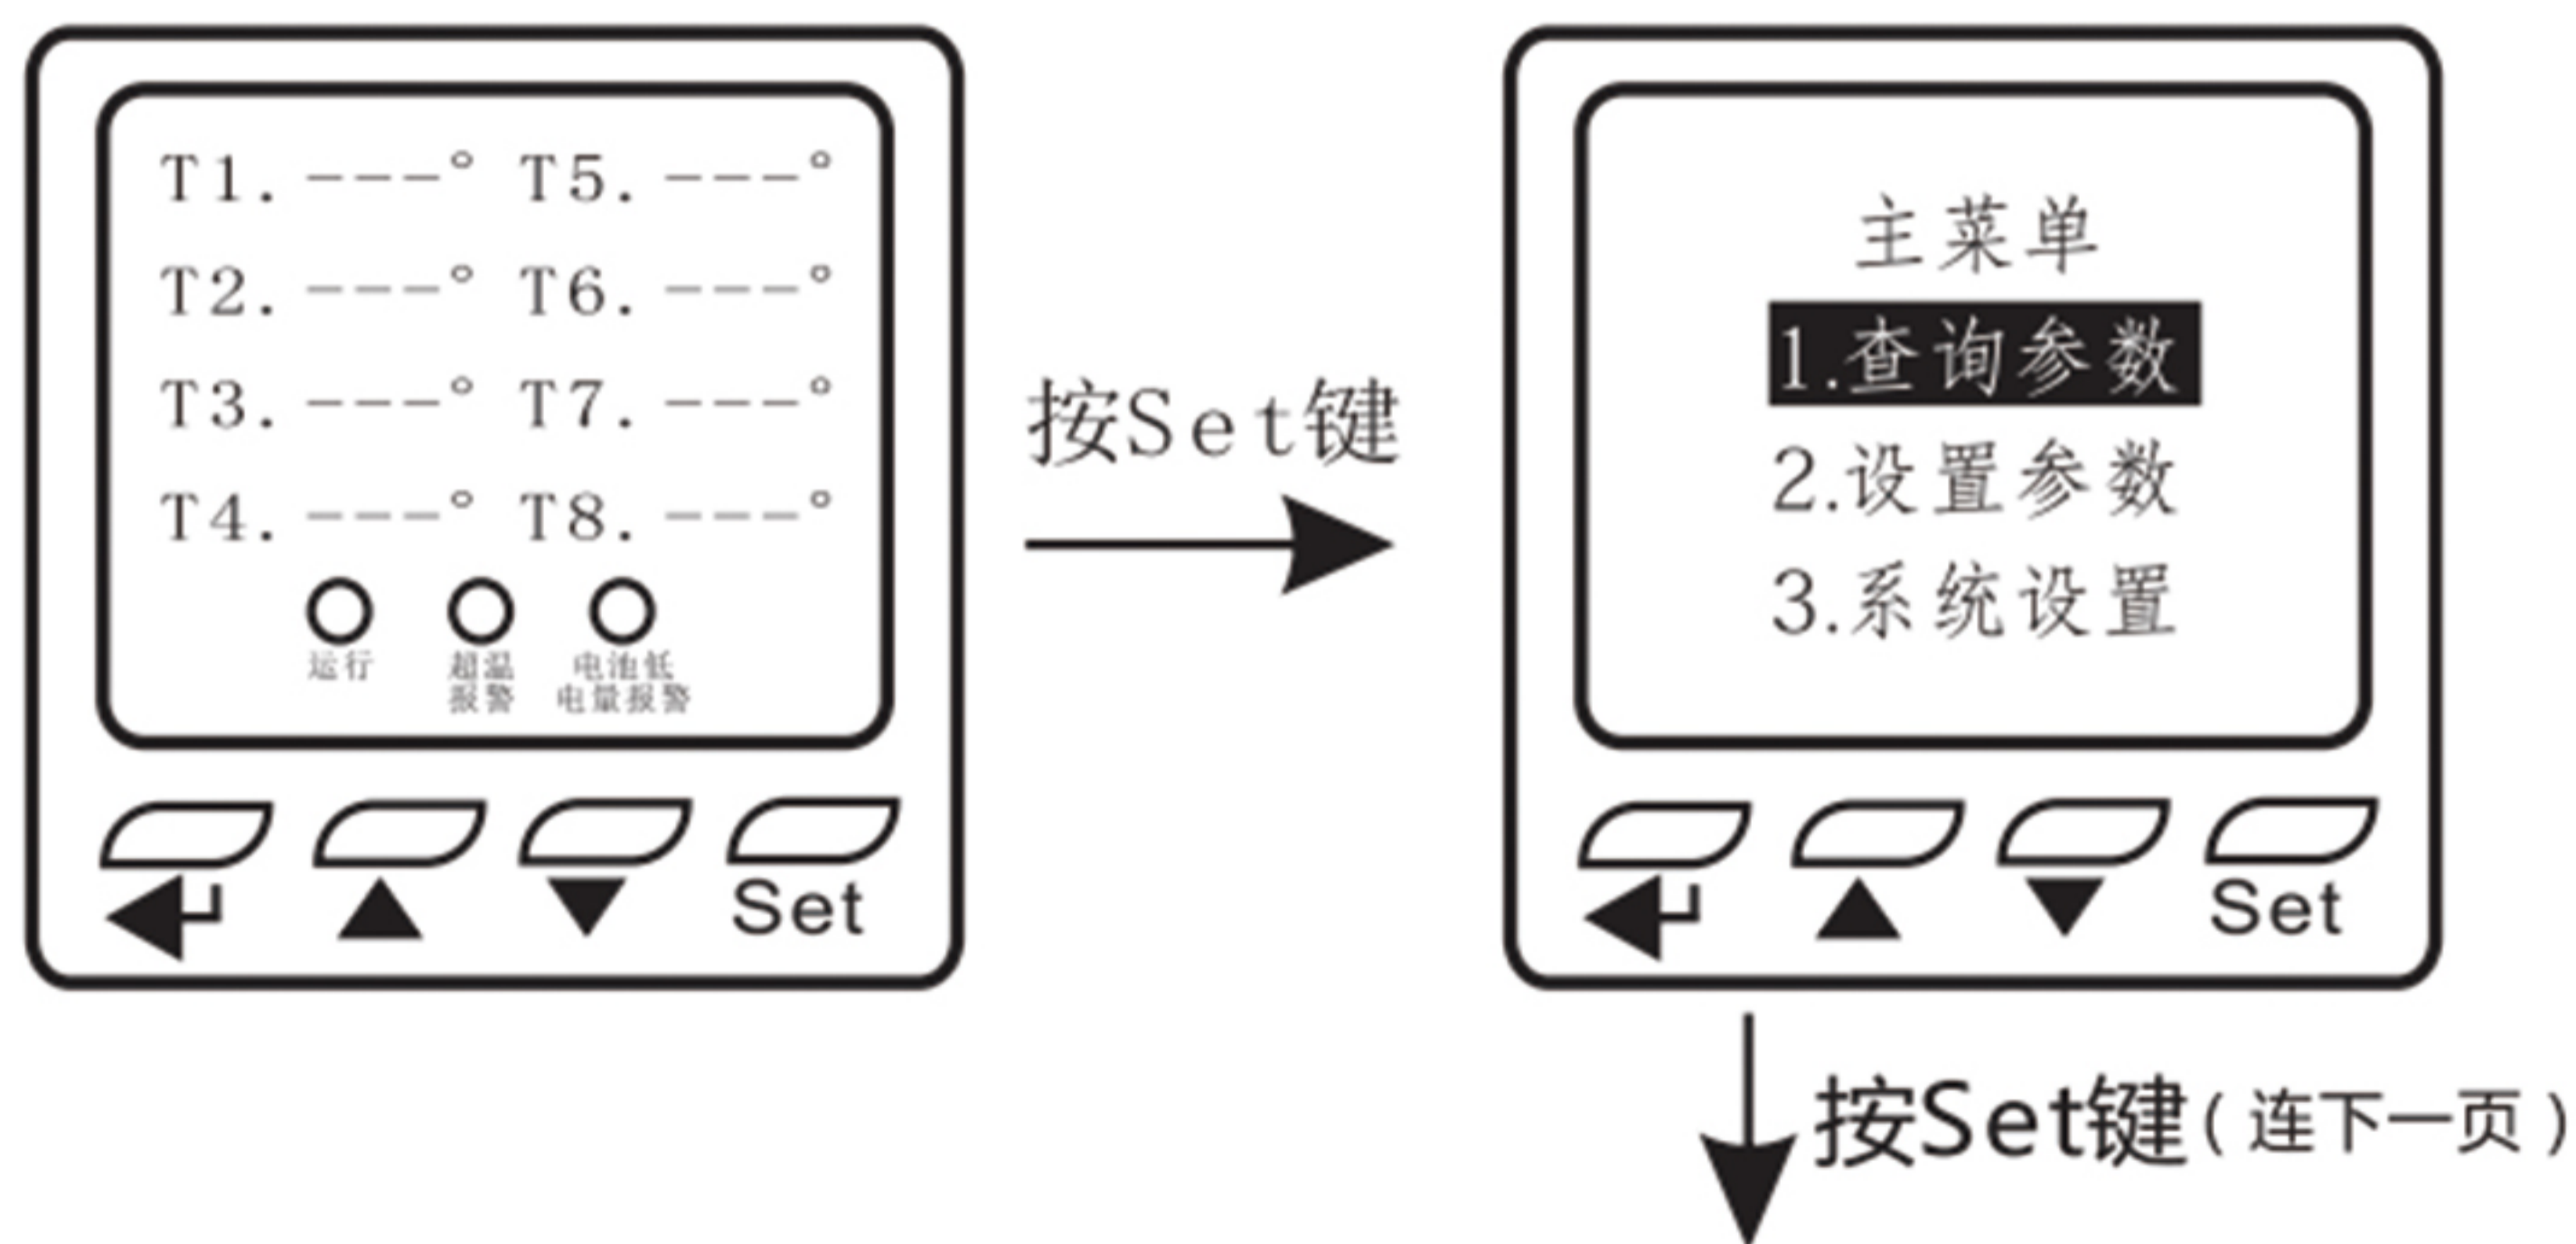 T1. ---° T5. ---°
T2. ---° T6. ---°
T3. ---° T7. ---°
T4. ---° T8. ---°
运行
超温
报警
电池低
电量报警
Set
按Set键
主菜单
1.查询参数
2.设置参数
3.系统设置
Set
按Set键(连下一页)